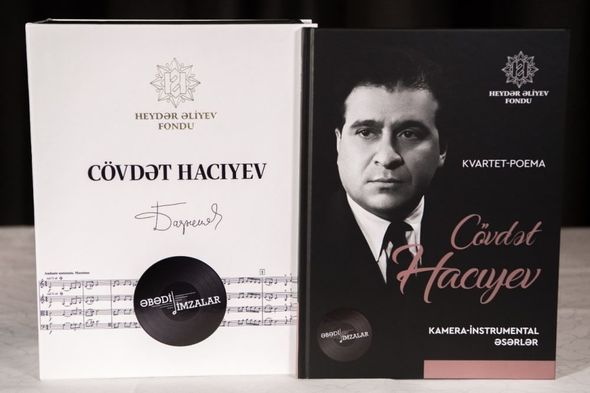 HEYDƏR ƏLİYEV
FONDU
CÖVDƏT HACIYEV
ƏBƏDİ
İMZALAR
HEYDƏR ƏLİYEV
FONDU
KVARTET-POEMA
Cövdət
Hacıyev
KAMERA-İNSTRUMENTAL
ƏSƏRLƏR
ƏBƏDİ
İMZALAR